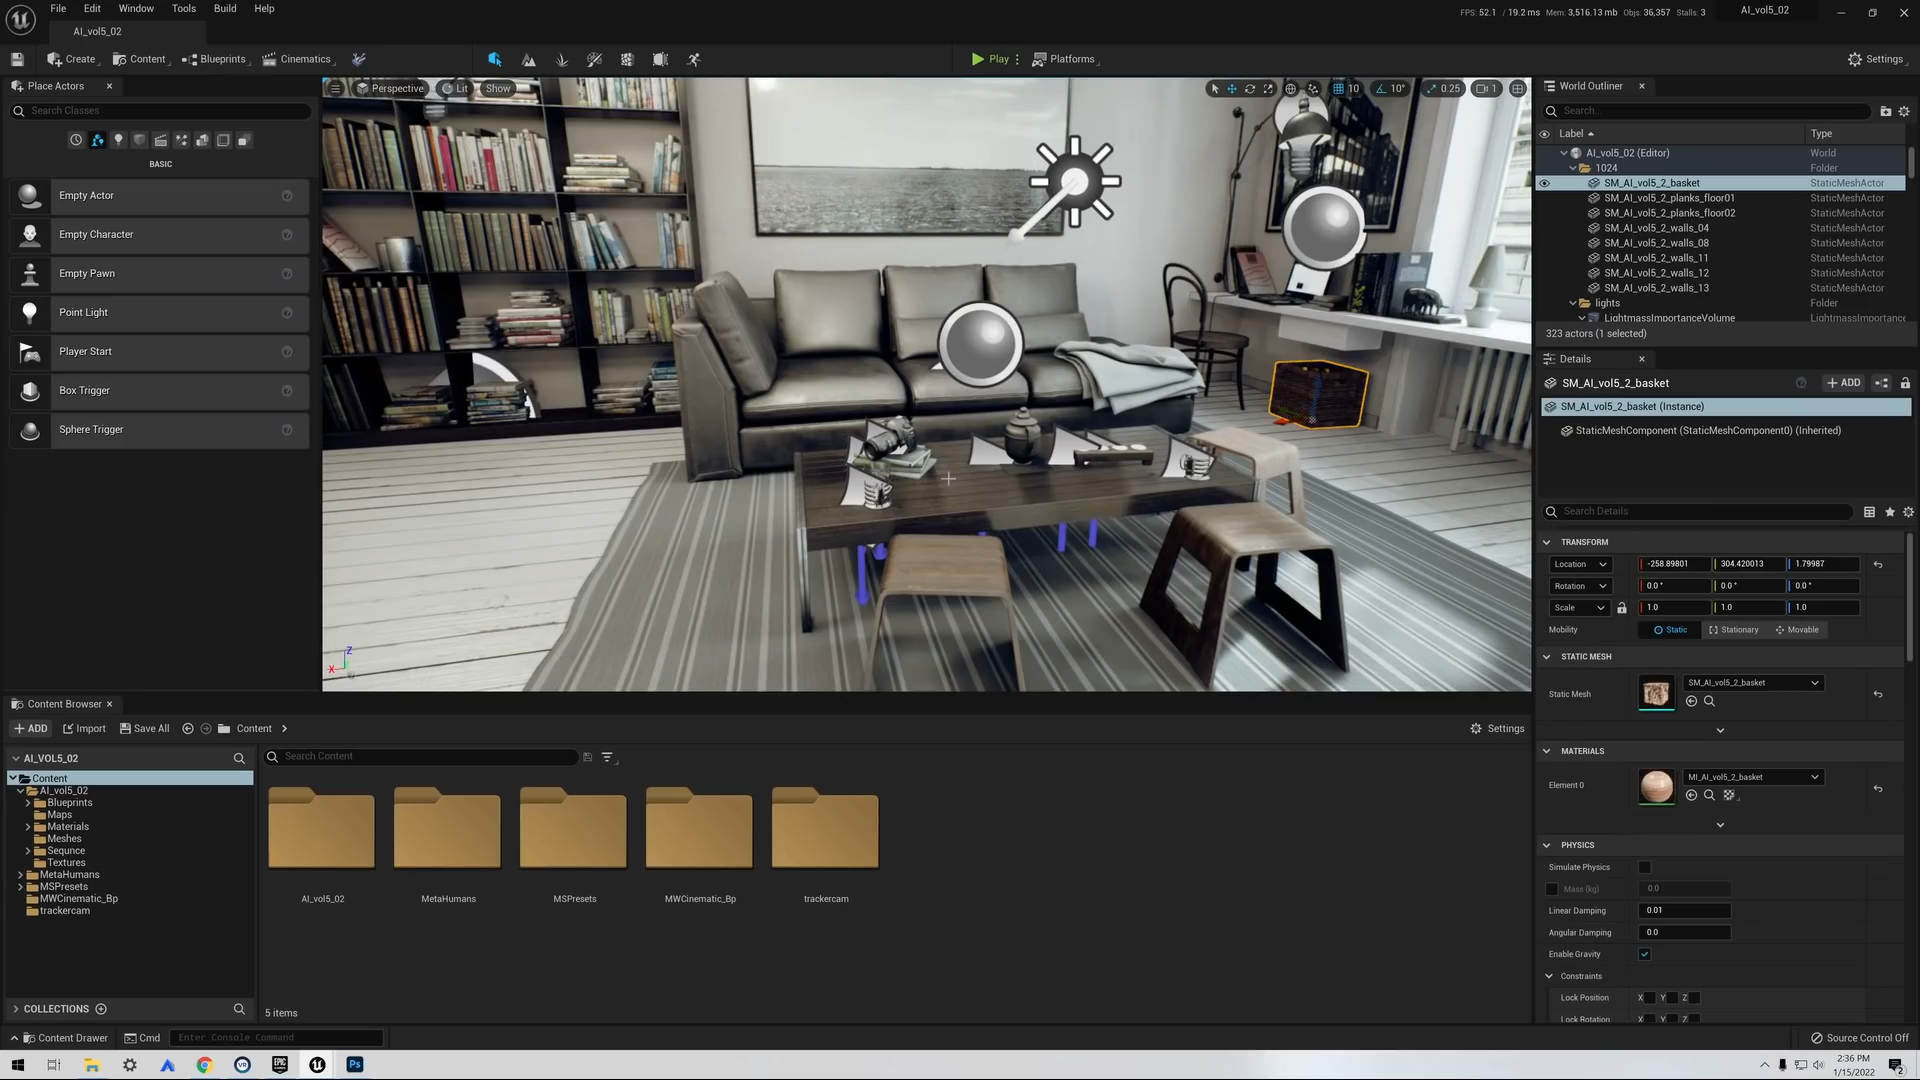 File Edit Window Tools Build Help
FPS: 52.1 / 19.2 ms Mem: 3,516.13 mb Objs: 36,357 Stalls: 3 AI_vol5_02
AI_vol5_02
Create Content Blueprints Cinematics Play Platforms Settings
Place Actors
Search Classes
BASIC
Empty Actor
Empty Character
Empty Pawn
Point Light
Player Start
Box Trigger
Sphere Trigger
Perspective Lit Show 10 10° 0.25 1
X Z
World Outliner
Search...
Label Type
AI_vol5_02 (Editor) World
1024 Folder
SM_AI_vol5_2_basket StaticMeshActor
SM_AI_vol5_2_planks_floor01 StaticMeshActor
SM_AI_vol5_2_planks_floor02 StaticMeshActor
SM_AI_vol5_2_walls_04 StaticMeshActor
SM_AI_vol5_2_walls_08 StaticMeshActor
SM_AI_vol5_2_walls_11 StaticMeshActor
SM_AI_vol5_2_walls_12 StaticMeshActor
SM_AI_vol5_2_walls_13 StaticMeshActor
lights Folder
LightmassImportanceVolume LightmassImportance
323 actors (1 selected)
Details
SM_AI_vol5_2_basket + ADD
SM_AI_vol5_2_basket (Instance)
StaticMeshComponent (StaticMeshComponent0) (Inherited)
Search Details
TRANSFORM
Location -258.89801 304.420013 1.79987
Rotation 0.0 ° 0.0 ° 0.0 °
Scale 1.0 1.0 1.0
Mobility Static Stationary Movable
STATIC MESH
Static Mesh SM_AI_vol5_2_basket
MATERIALS
Element 0 MI_AI_vol5_2_basket
PHYSICS
Simulate Physics
Mass (kg) 0.0
Linear Damping 0.01
Angular Damping 0.0
Enable Gravity
Constraints
Lock Position X Y Z
Lock Rotation X Y Z
Content Browser
+ ADD Import Save All Content Settings
AI_VOL5_02
Search Content
Content
AI_vol5_02
Blueprints
Maps
Materials
Meshes
Sequnce
Textures
MetaHumans
MSPresets
MWCinematic_Bp
trackercam
AI_vol5_02 MetaHumans MSPresets MWCinematic_Bp trackercam
COLLECTIONS
5 items
Content Drawer Cmd Enter Console Command Source Control Off
EPIC GAMES Ps
2:36 PM
1/15/2022
2